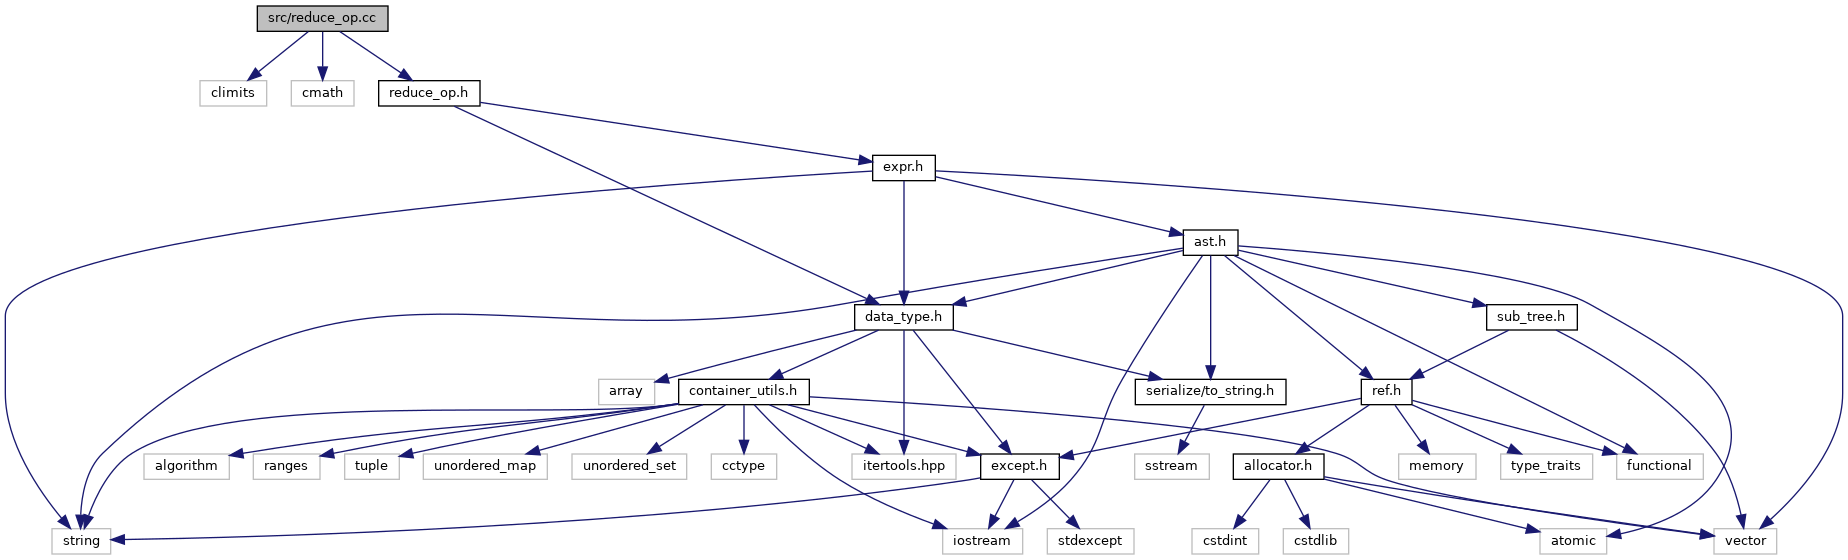 src/reduce_op.cc
climits
cmath
reduce_op.h
expr.h
ast.h
data_type.h
sub_tree.h
array
container_utils.h
serialize/to_string.h
ref.h
algorithm
ranges
tuple
unordered_map
unordered_set
cctype
itertools.hpp
except.h
sstream
allocator.h
memory
type_traits
functional
string
iostream
stdexcept
cstdint
cstdlib
atomic
vector